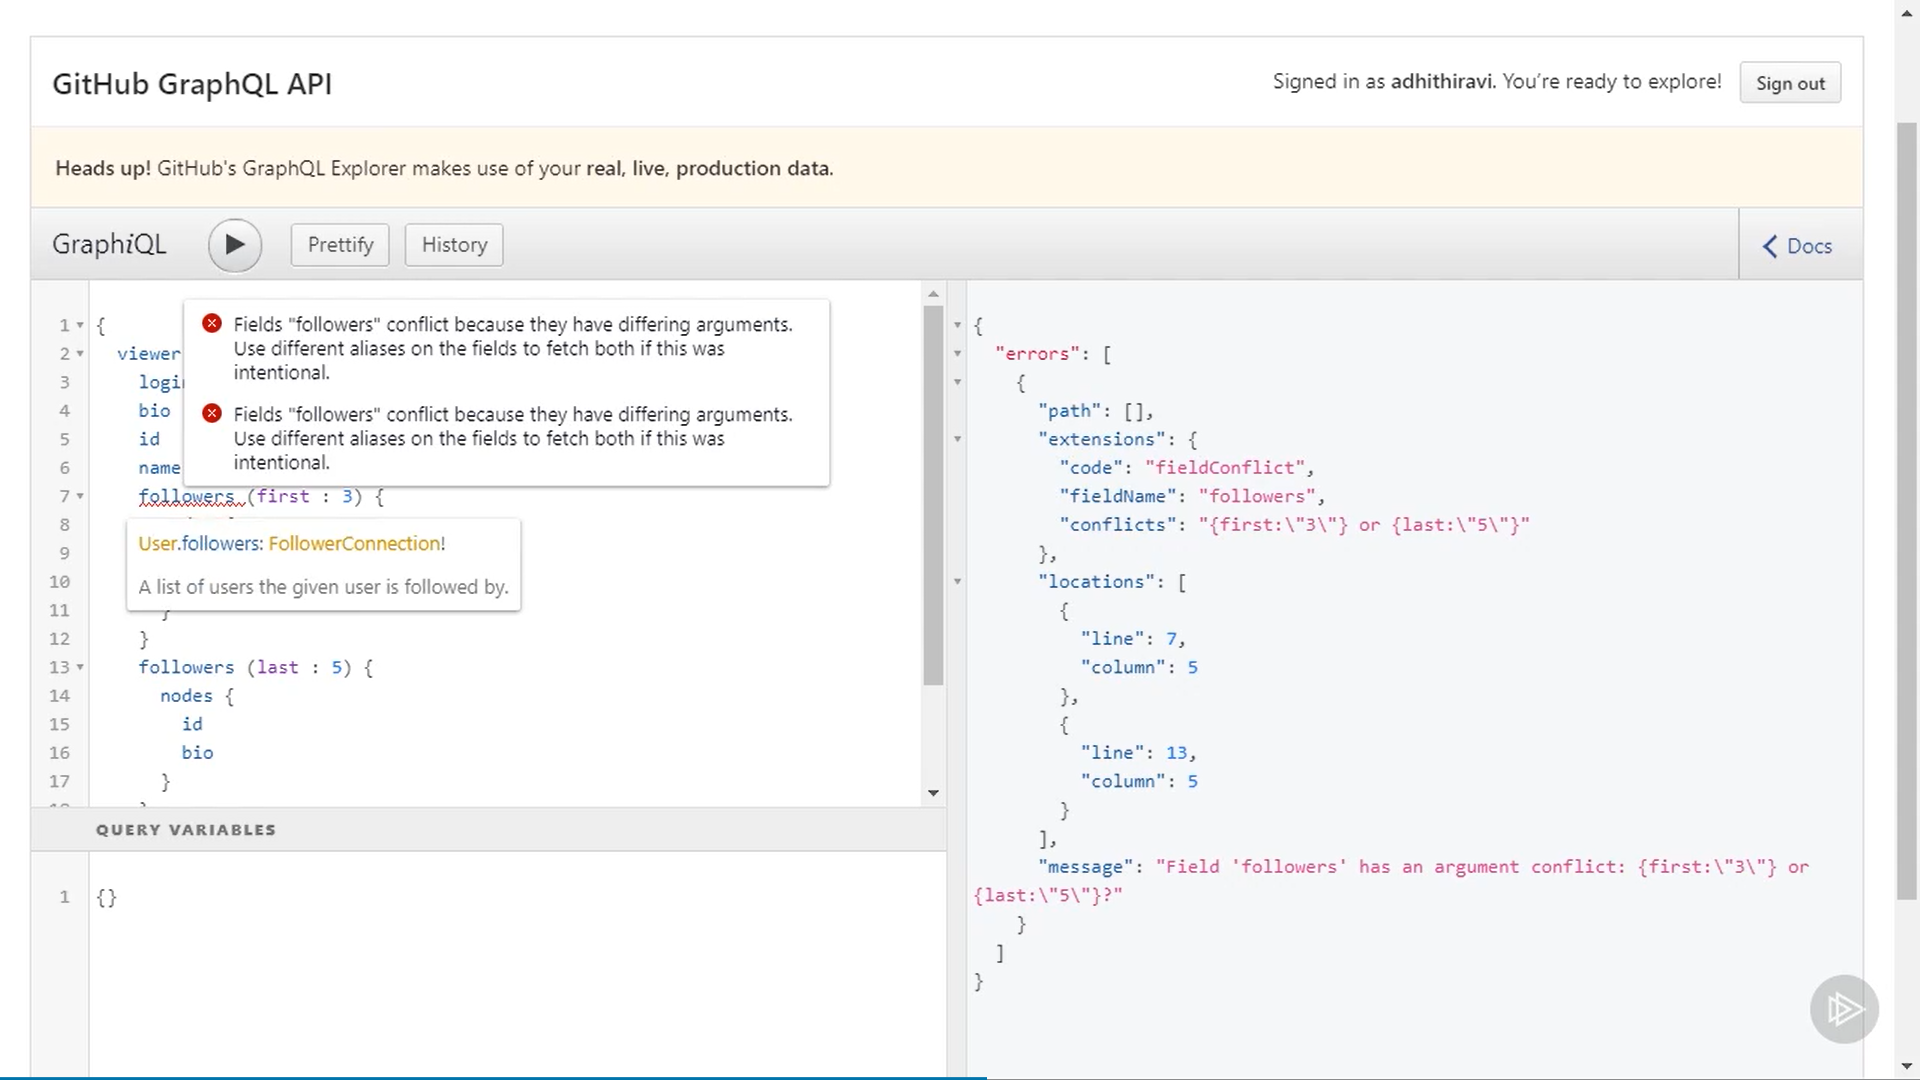 GitHub GraphQL API
Signed in as adhithiravi. You’re ready to explore!
Sign out
Heads up! GitHub's GraphQL Explorer makes use of your real, live, production data.
GraphiQL
Prettify
History
Docs
Fields "followers" conflict because they have differing arguments.
Use different aliases on the fields to fetch both if this was
intentional.
Fields "followers" conflict because they have differing arguments.
Use different aliases on the fields to fetch both if this was
intentional.
1 {
2 viewer
3 login
4 bio
5 id
6 name
7 followers (first : 3) {
8
User.followers: FollowerConnection!
9
10
A list of users the given user is followed by.
11 }
12 }
13 followers (last : 5) {
14 nodes {
15 id
16 bio
17 }
QUERY VARIABLES
1 {}
{
"errors": [
{
"path": [],
"extensions": {
"code": "fieldConflict",
"fieldName": "followers",
"conflicts": "{first:\"3\"} or {last:\"5\"}"
},
"locations": [
{
"line": 7,
"column": 5
},
{
"line": 13,
"column": 5
}
],
"message": "Field 'followers' has an argument conflict: {first:\"3\"} or
{last:\"5\"}?"
}
]
}